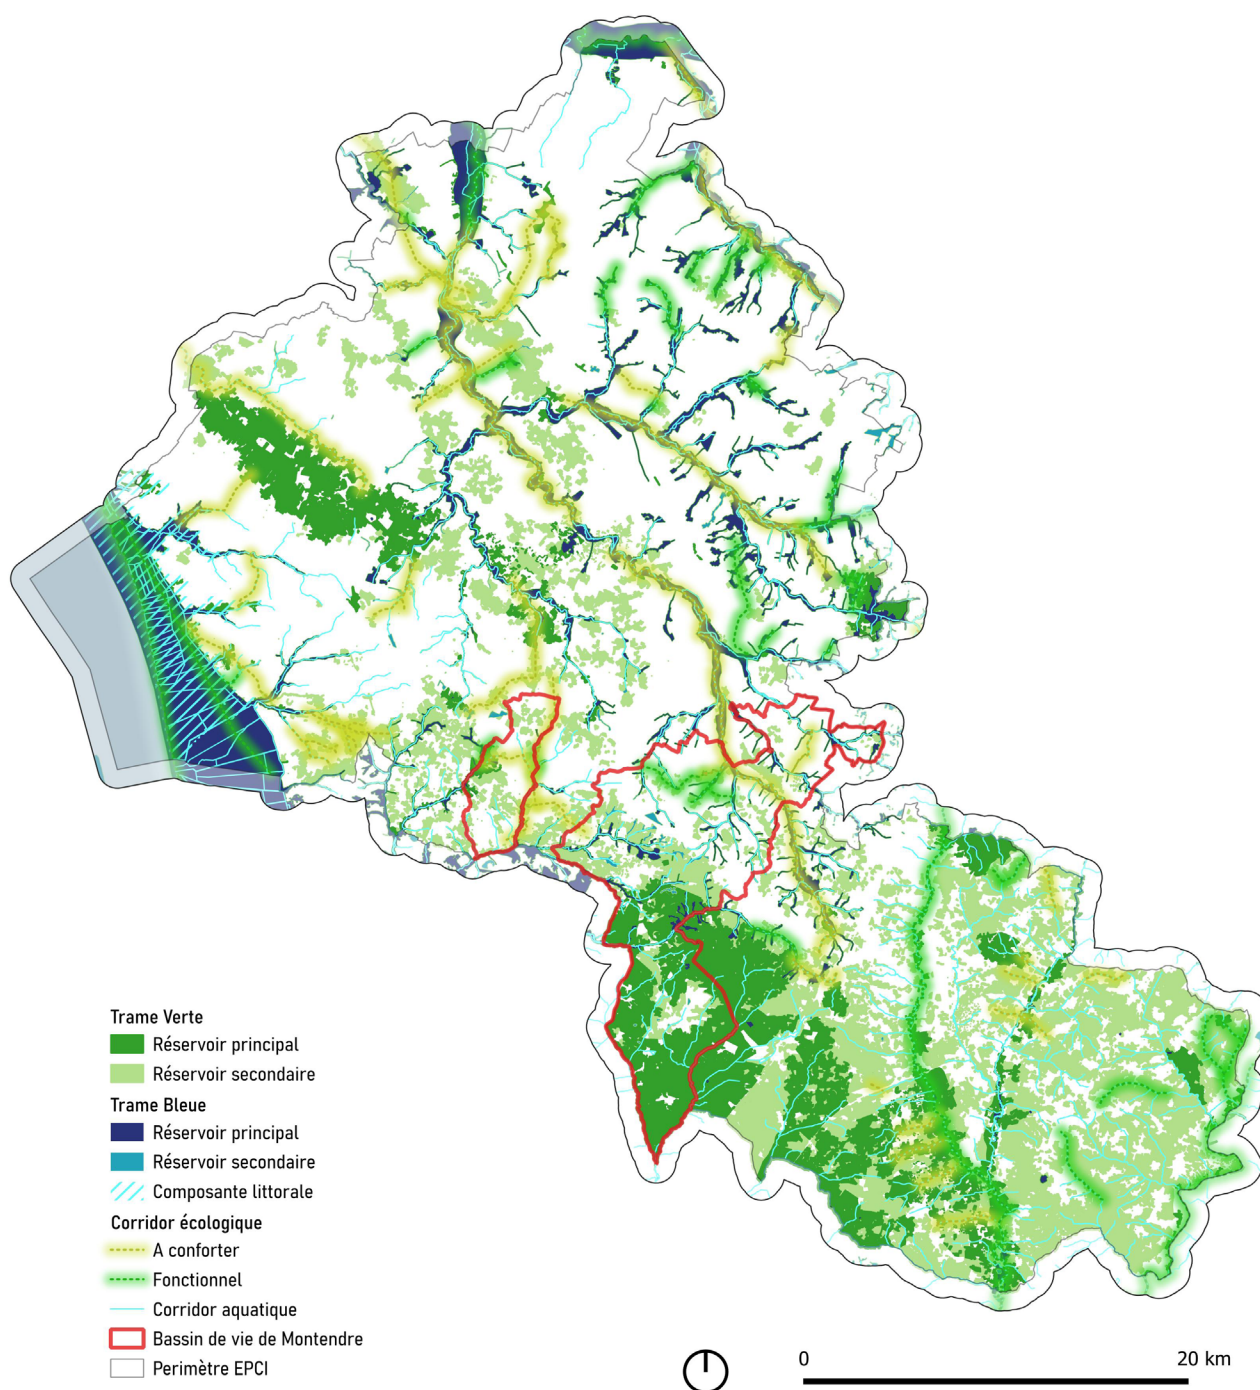 Trame Verte
Réservoir principal
Réservoir secondaire
Trame Bleue
Réservoir principal
Réservoir secondaire
Composante littorale
Corridor écologique
A conforter
Fonctionnel
Corridor aquatique
Bassin de vie de Montendre
Perimètre EPCI
0 20 km